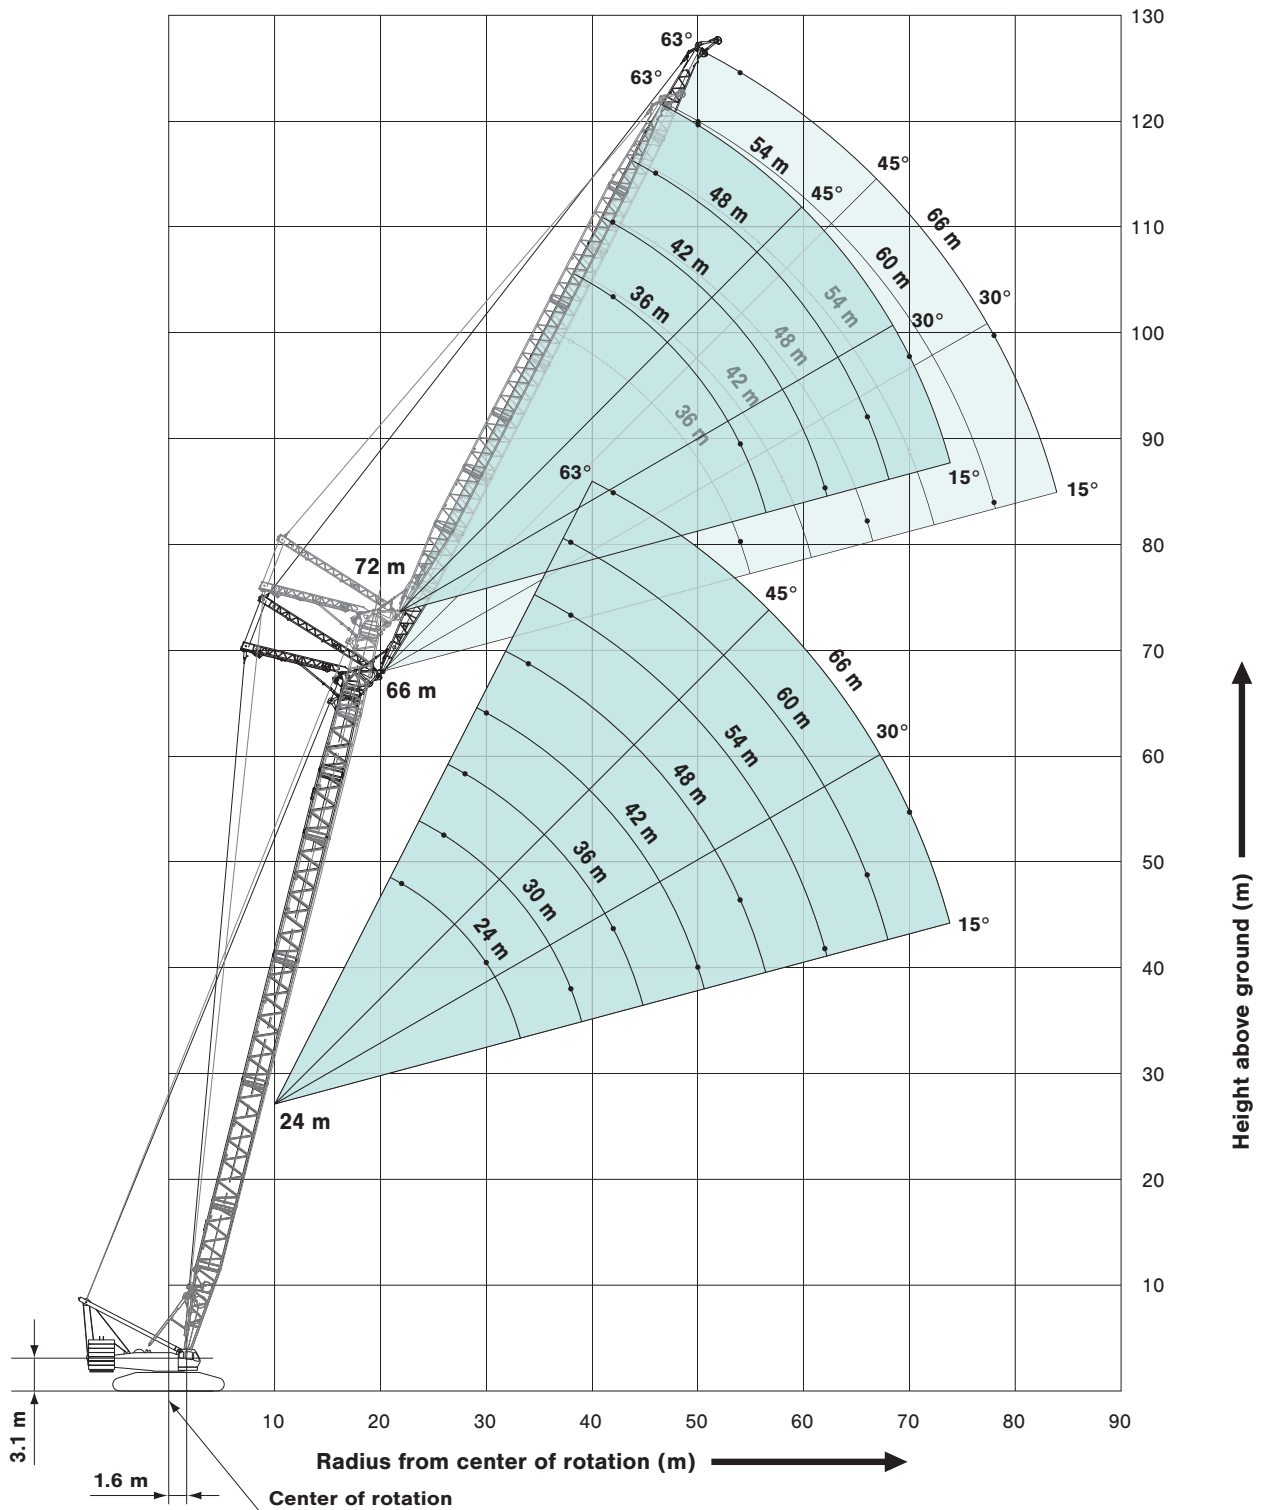 130
63°
63°
120
54 m
45°
45°
48 m
66 m
110
42 m
60 m
36 m
54 m
30°
30°
100
48 m
42 m
36 m
90
63°
15°
15°
80
72 m
45°
70
66 m
66 m
60 m
30°
54 m
60
48 m
42 m
36 m
50
30 m
24 m
15°
40
30
24 m
20
10
Height above ground (m)
3.1 m
10 20 30 40 50 60 70 80 90
Radius from center of rotation (m)
1.6 m
Center of rotation